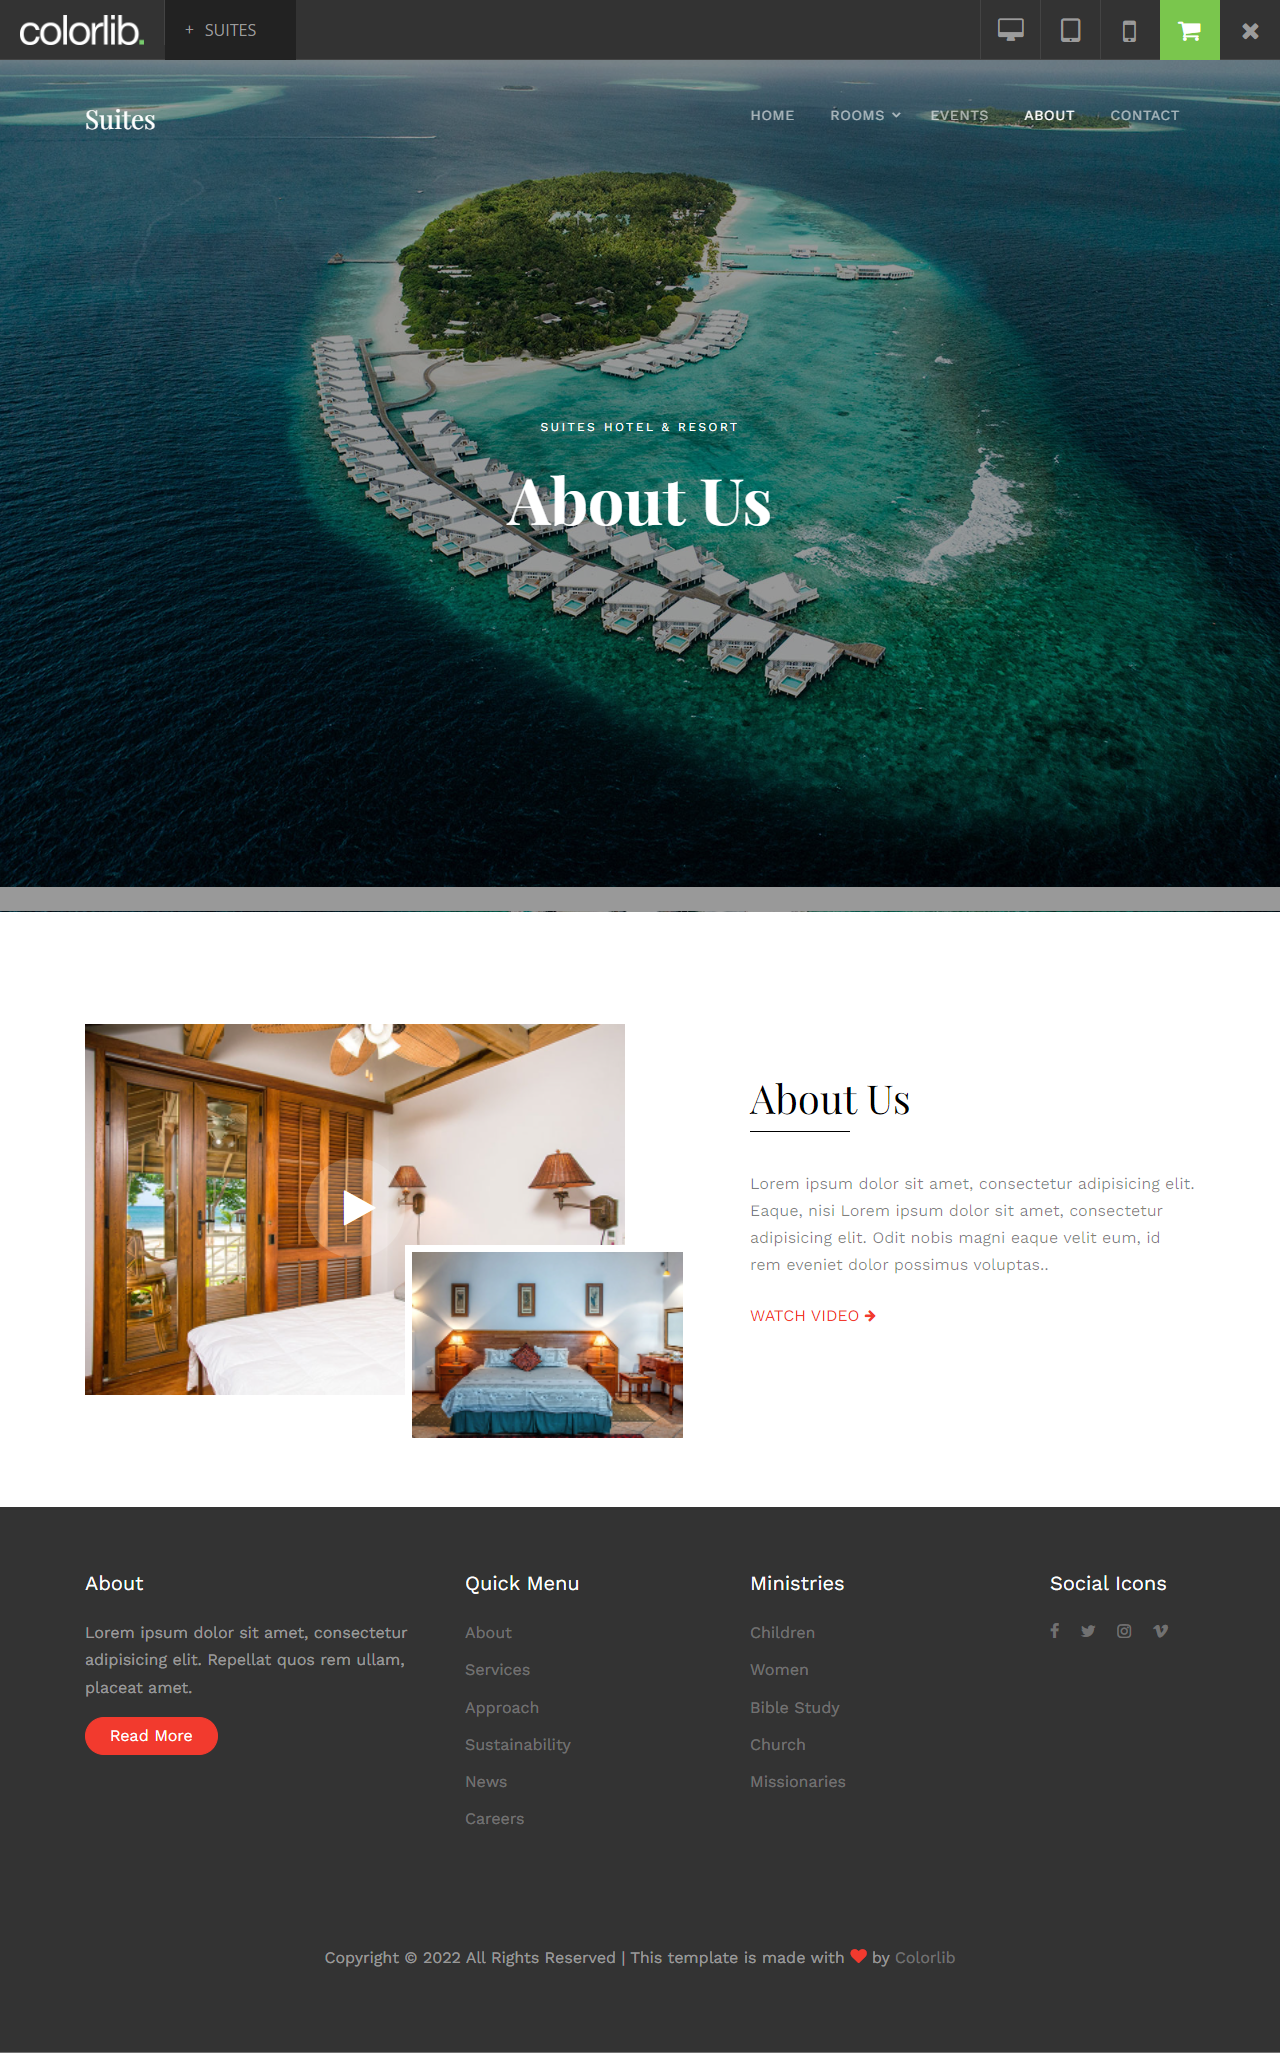 colorlib.
+ SUITES
Suites
HOME ROOMS EVENTS ABOUT CONTACT
SUITES HOTEL & RESORT
About Us
About Us
Lorem ipsum dolor sit amet, consectetur adipisicing elit.
Eaque, nisi Lorem ipsum dolor sit amet, consectetur
adipisicing elit. Odit nobis magni eaque velit eum, id
rem eveniet dolor possimus voluptas..
WATCH VIDEO
About
Lorem ipsum dolor sit amet, consectetur
adipisicing elit. Repellat quos rem ullam,
placeat amet.
Read More
Quick Menu
About
Services
Approach
Sustainability
News
Careers
Ministries
Children
Women
Bible Study
Church
Missionaries
Social Icons
Copyright © 2022 All Rights Reserved | This template is made with ♥ by Colorlib